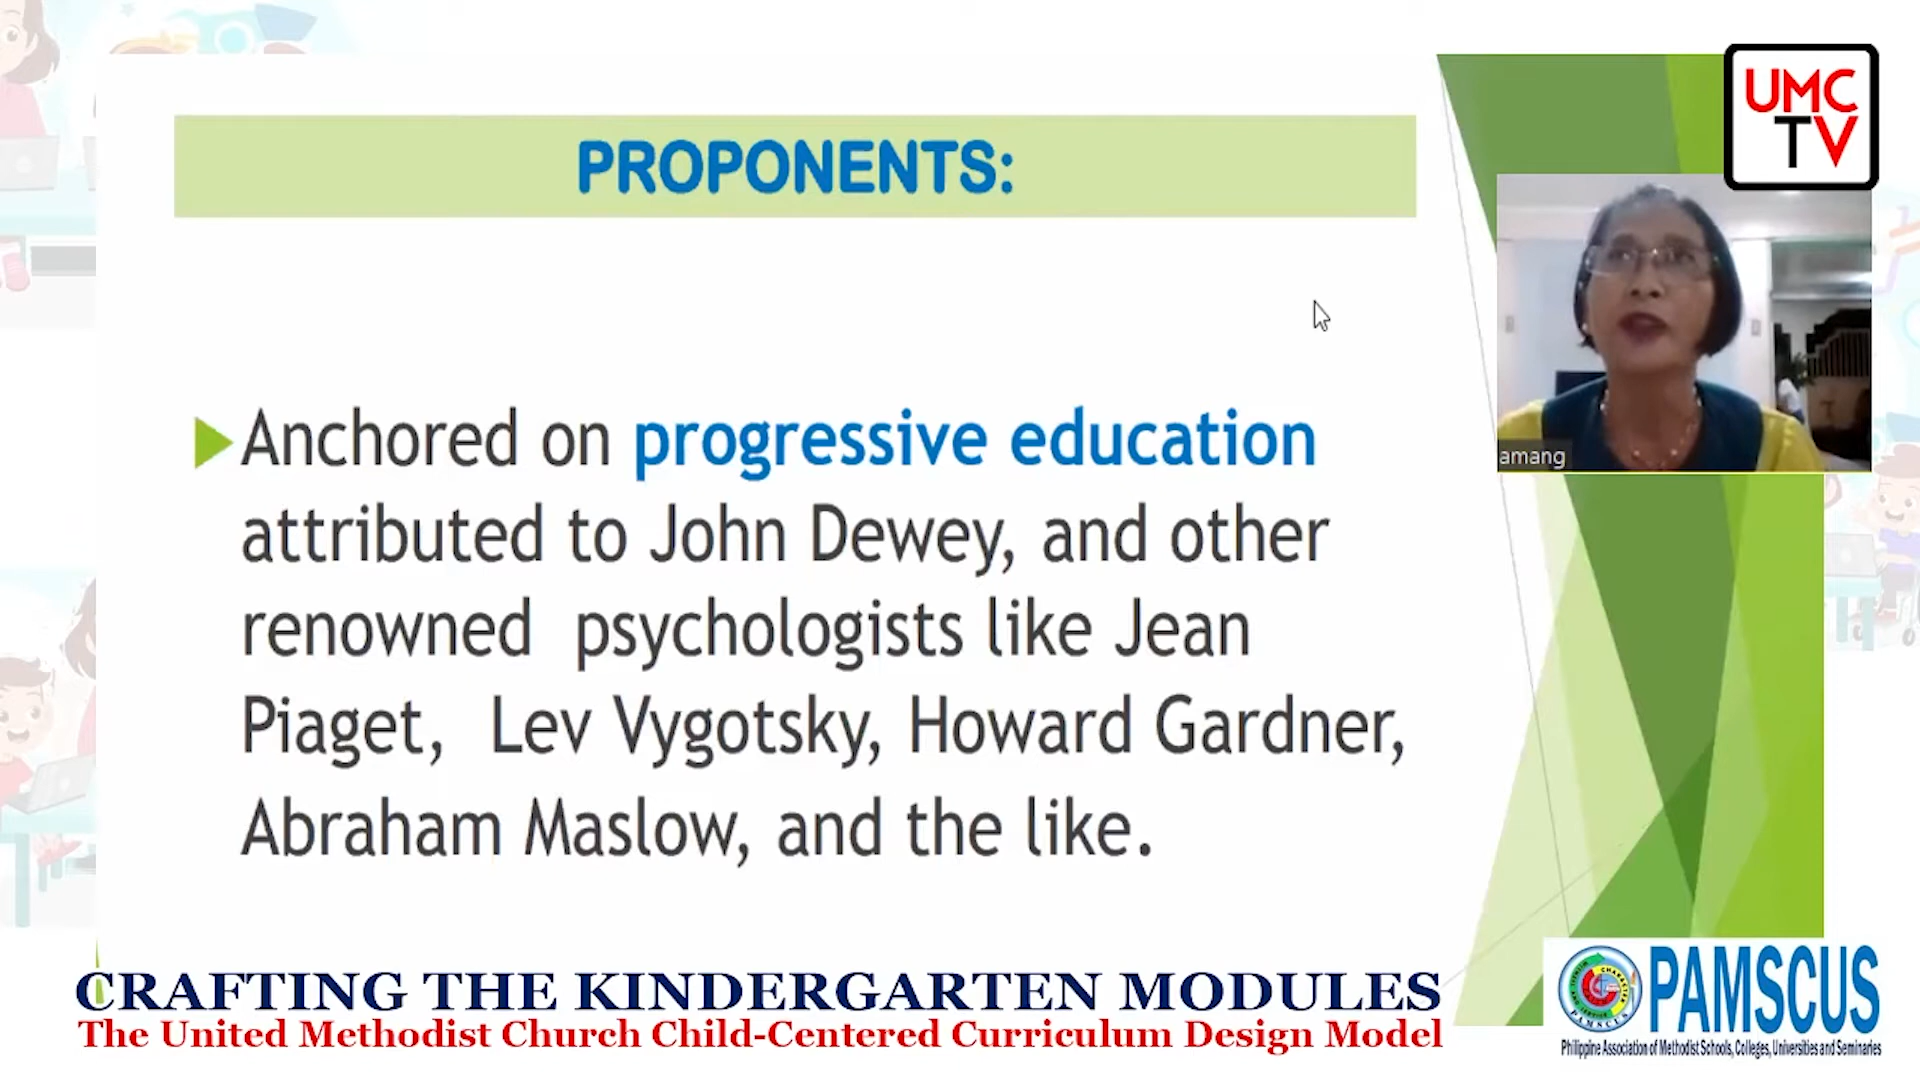 PROPONENTS:
UMC
TV
amang
Anchored on progressive education
attributed to John Dewey, and other
renowned psychologists like Jean
Piaget, Lev Vygotsky, Howard Gardner,
Abraham Maslow, and the like.
CRAFTING THE KINDERGARTEN MODULES
The United Methodist Church Child-Centered Curriculum Design Model
PAMSCUS
Philippine Association of Methodist Schools, Colleges, Universities and Seminaries